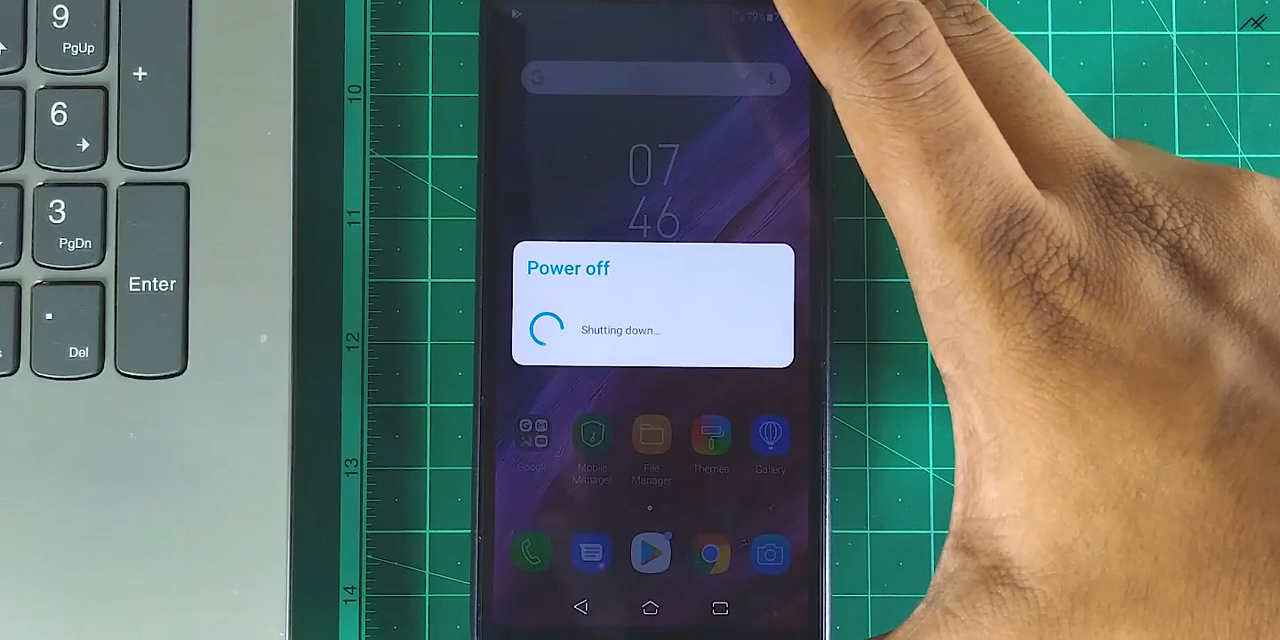 9
PgUp
+
6
3
PgDn
Enter
.
Del
10
11
12
13
14
79%
07
46
Power off
Shutting down...
Google
Mobile
Manager
File
Manager
Themes
Gallery